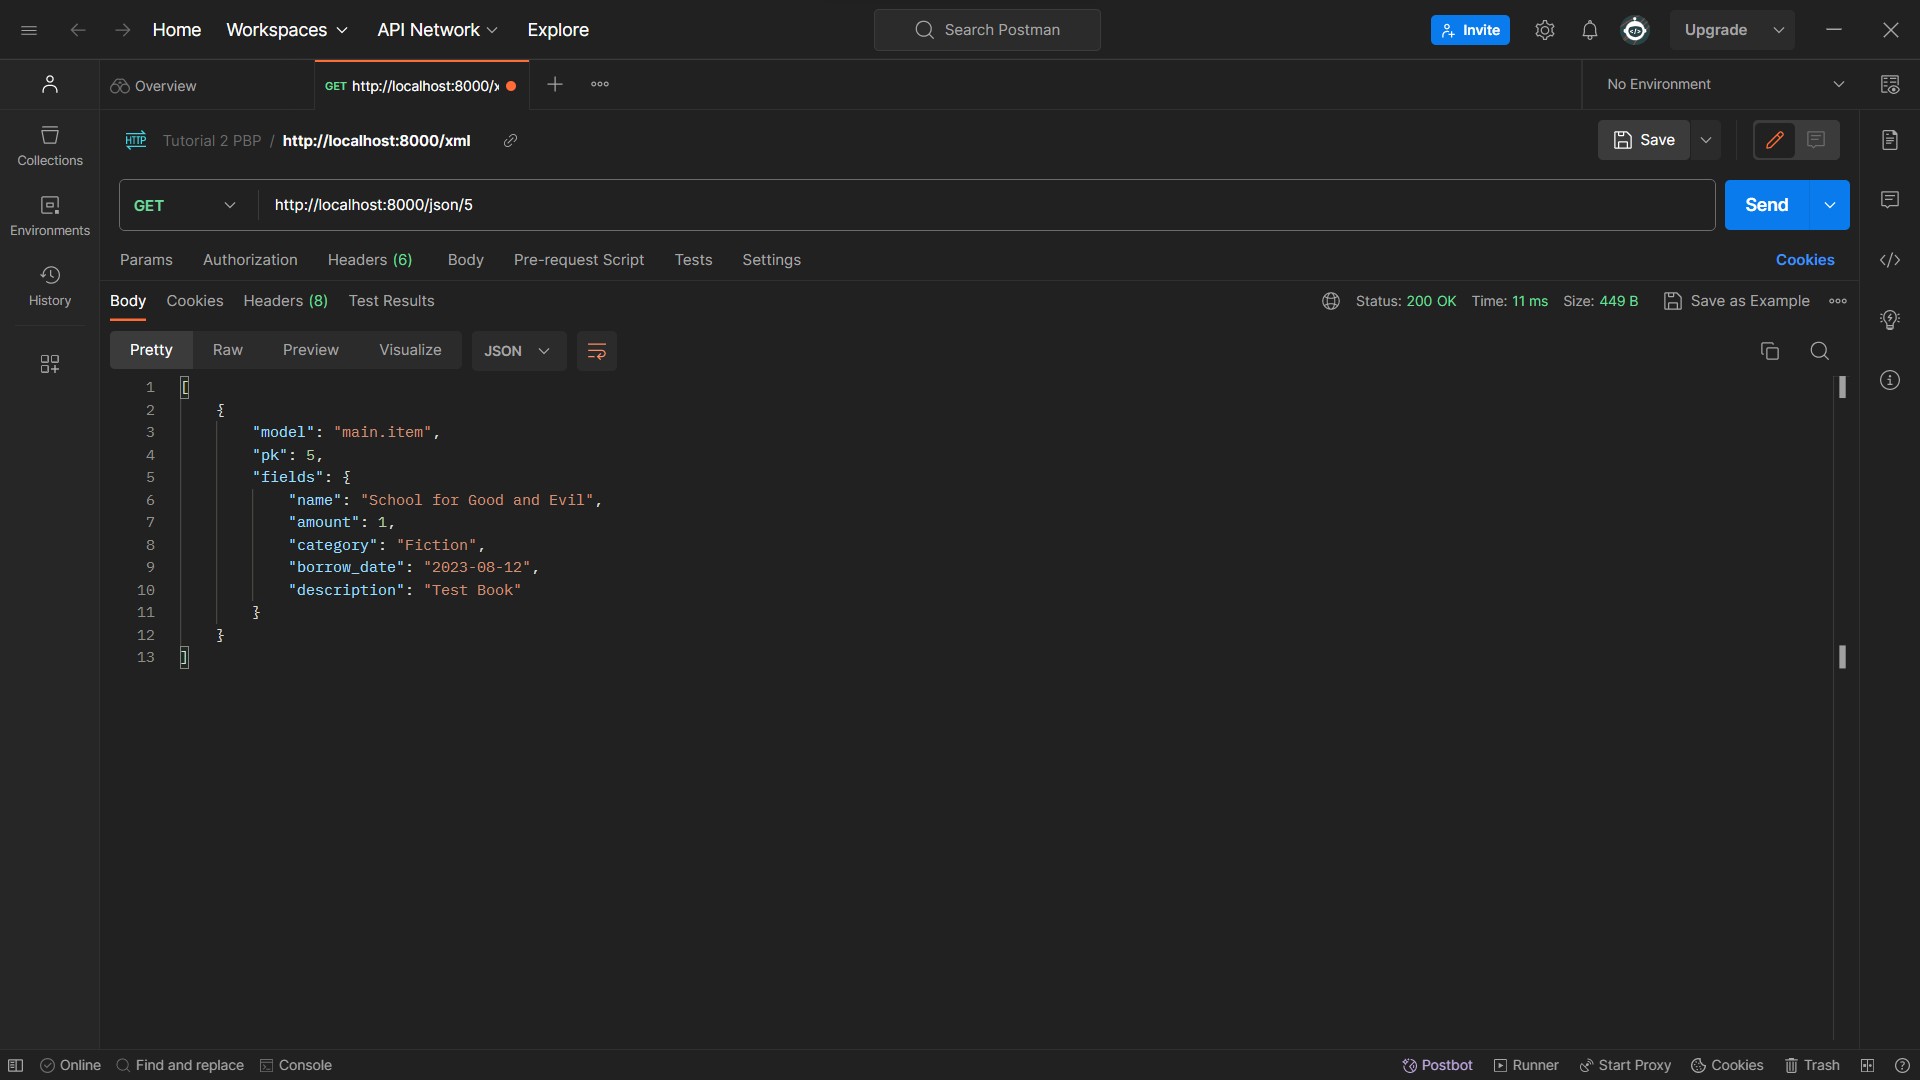 Home Workspaces API Network Explore Search Postman Invite Upgrade
Overview GET http://localhost:8000/x No Environment
HTTP Tutorial 2 PBP / http://localhost:8000/xml Save
Collections
GET http://localhost:8000/json/5 Send
Environments
Params Authorization Headers (6) Body Pre-request Script Tests Settings Cookies
History
Body Cookies Headers (8) Test Results Status: 200 OK Time: 11 ms Size: 449 B Save as Example
Pretty Raw Preview Visualize JSON
1 [
2 {
3 "model": "main.item",
4 "pk": 5,
5 "fields": {
6 "name": "School for Good and Evil",
7 "amount": 1,
8 "category": "Fiction",
9 "borrow_date": "2023-08-12",
10 "description": "Test Book"
11 }
12 }
13 ]
Online Find and replace Console Postbot Runner Start Proxy Cookies Trash